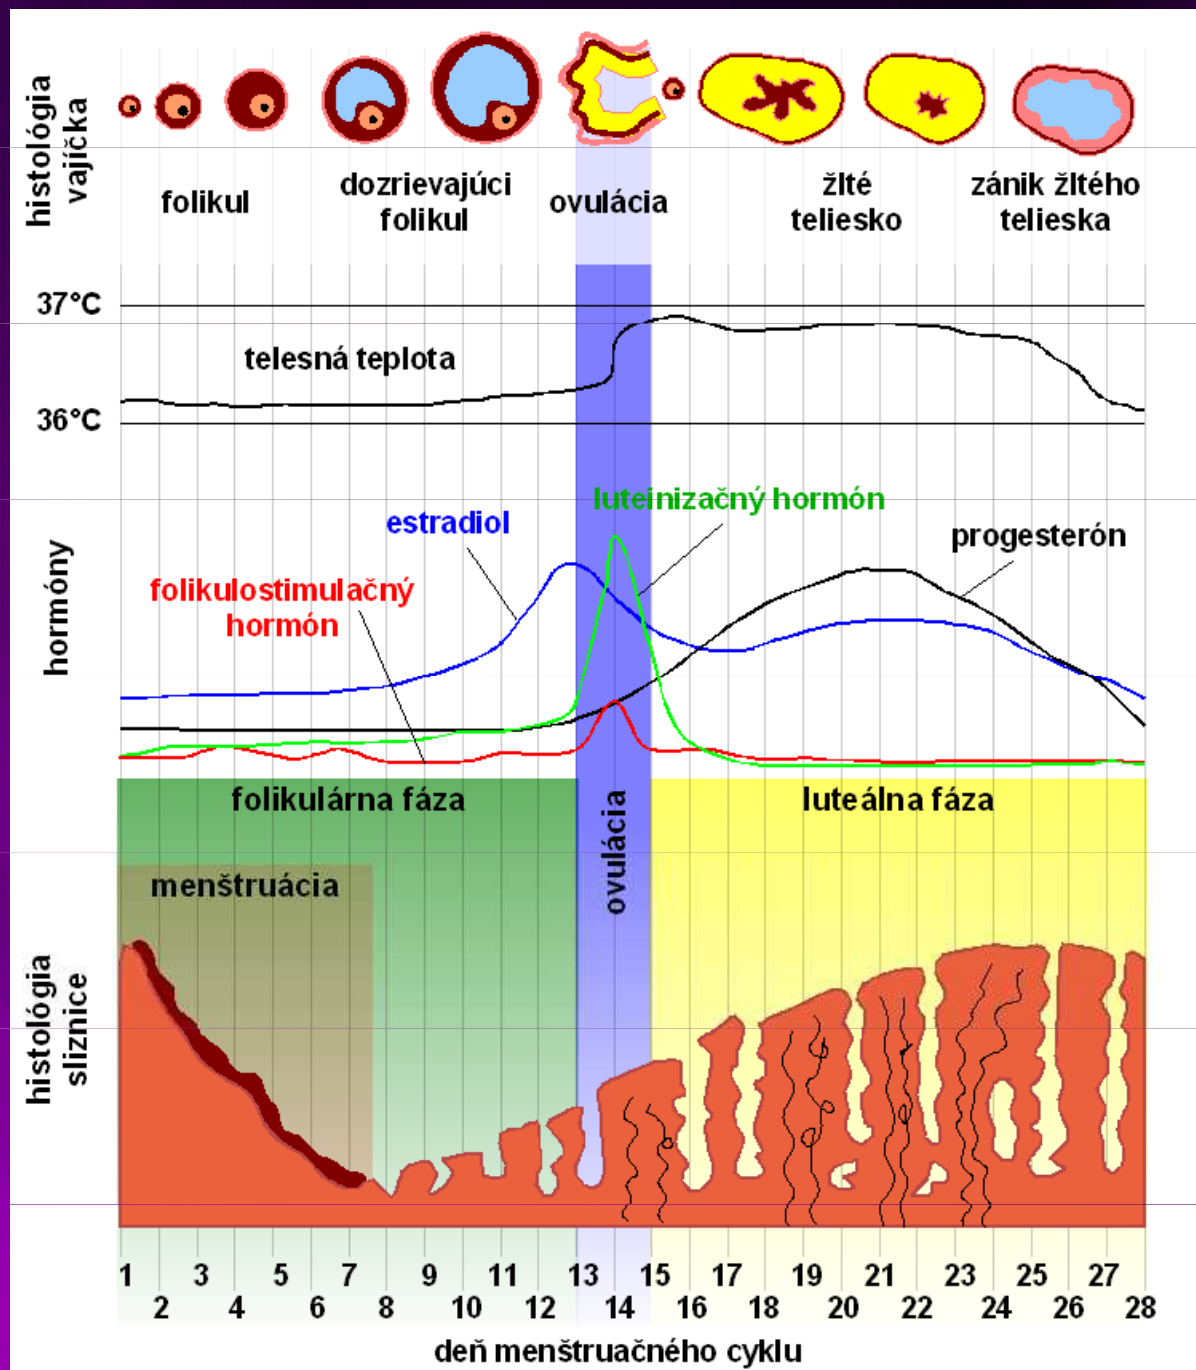 histológia
vajíčka
folikul
dozrievajúci
folikul
ovulácia
žlté
teliesko
zánik žltého
telieska
37°C
telesná teplota
36°C
hormóny
estradiol
luteinizačný hormón
progesterón
folikulostimulačný
hormón
folikulárna fáza
ovulácia
luteálna fáza
menštruácia
histológia
sliznice
1 3 5 7 9 11 13 15 17 19 21 23 25 27
2 4 6 8 10 12 14 16 18 20 22 24 26 28
deň menštruačného cyklu